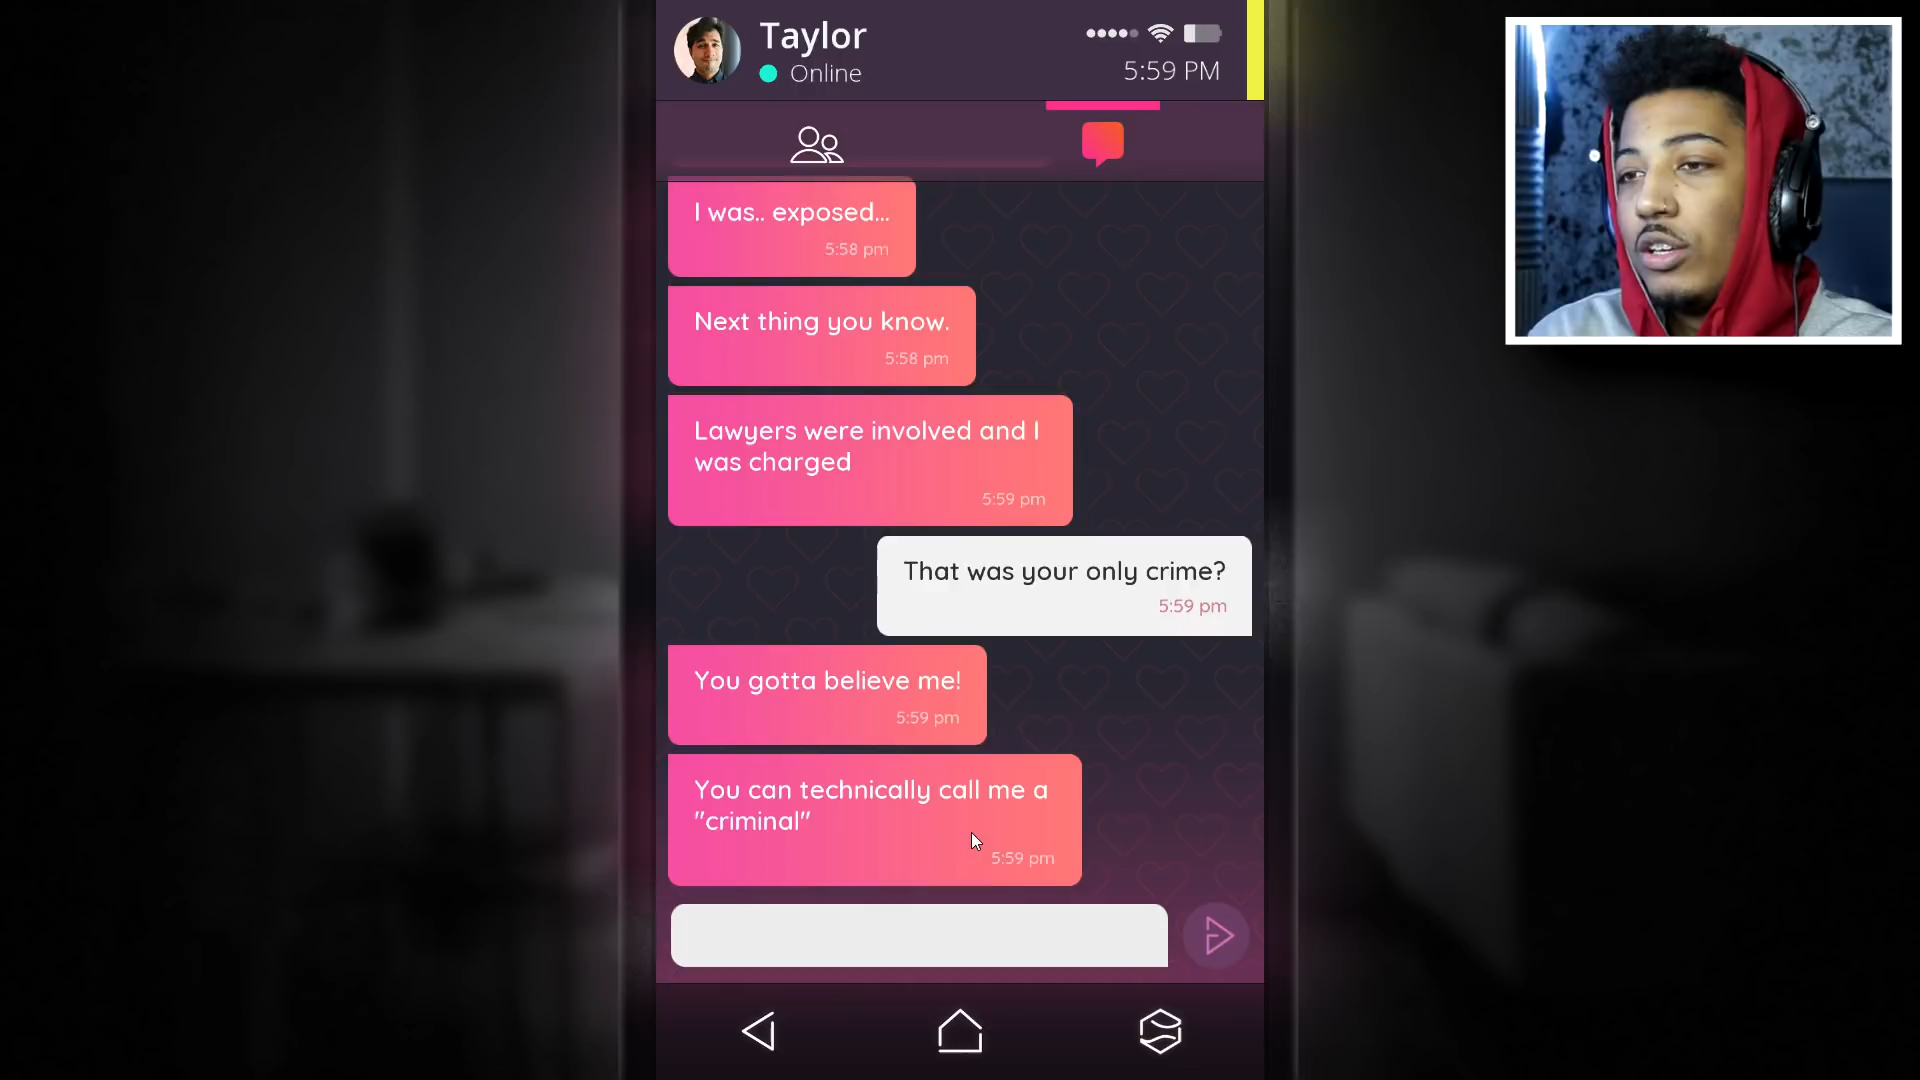 Taylor
Online
5:59 PM
I was.. exposed...
5:58 pm
Next thing you know.
5:58 pm
Lawyers were involved and I
was charged
5:59 pm
That was your only crime?
5:59 pm
You gotta believe me!
5:59 pm
You can technically call me a
"criminal"
5:59 pm